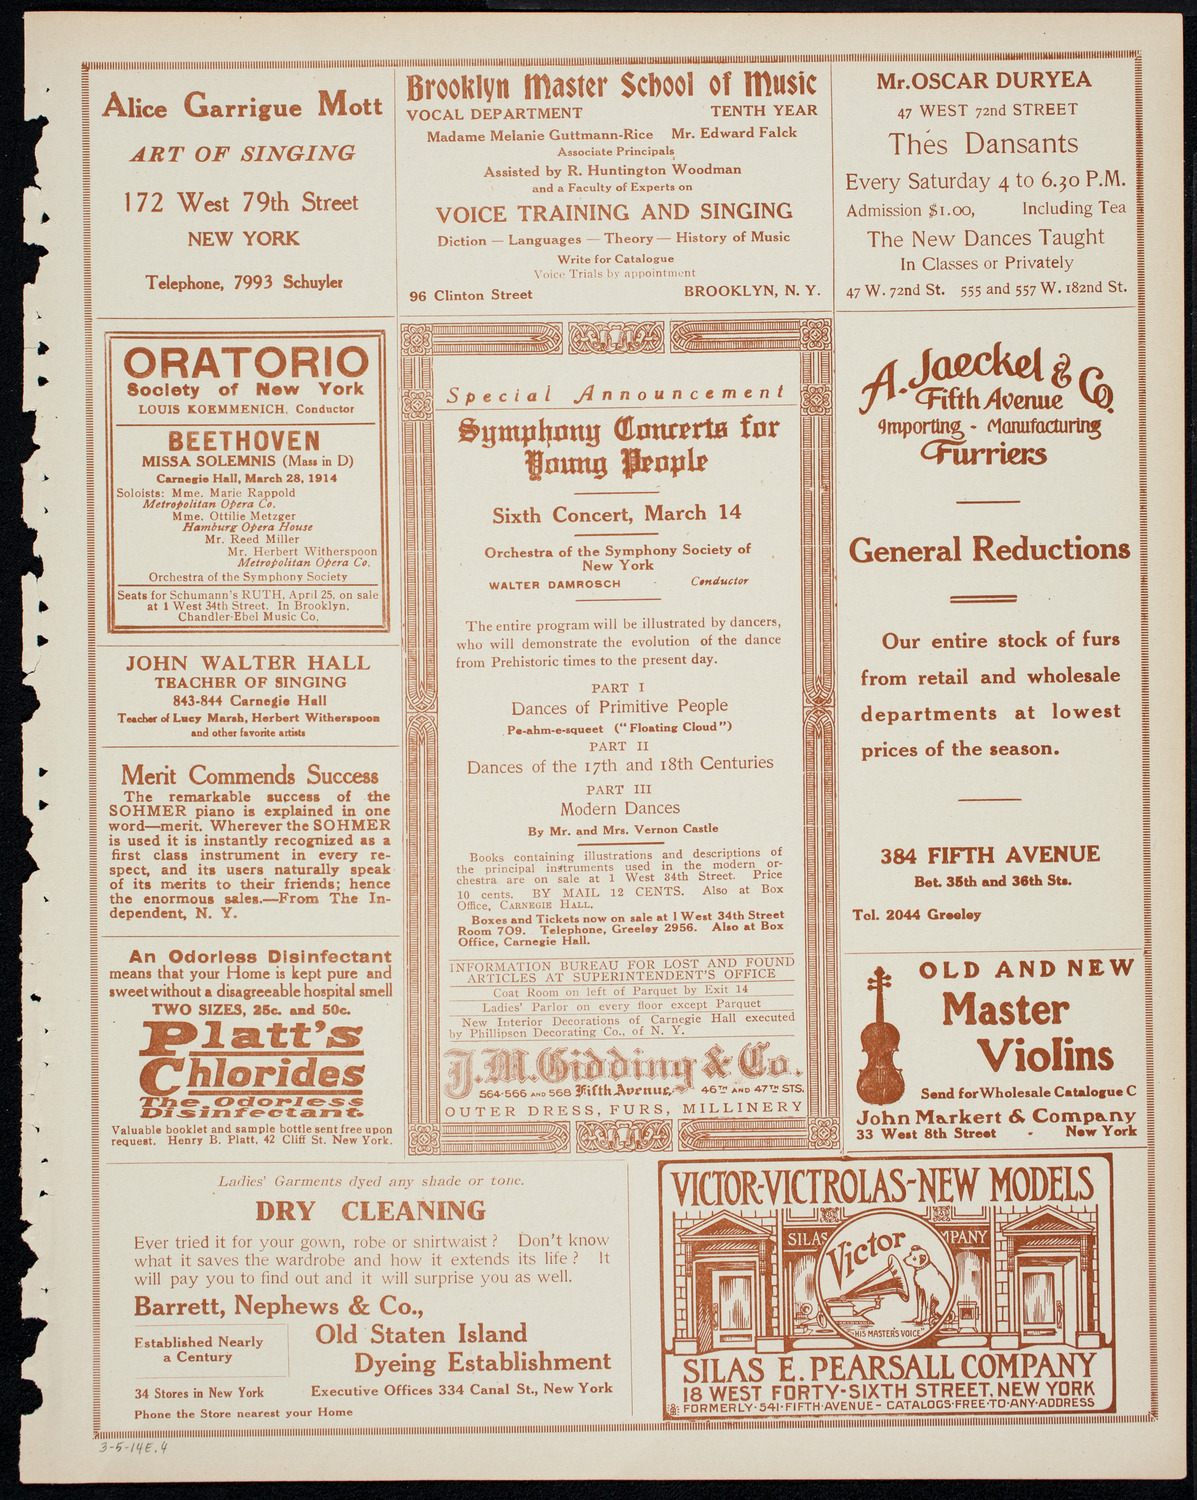 Alice Garrigue Mott
ART OF SINGING
172 West 79th Street
NEW YORK
Telephone, 7993 Schuyler
Brooklyn Master School of Music
VOCAL DEPARTMENT TENTH YEAR
Madame Melanie Guttmann-Rice Mr. Edward Falck
Associate Principals
Assisted by R. Huntington Woodman
and a Faculty of Experts on
VOICE TRAINING AND SINGING
Diction — Languages — Theory — History of Music
Write for Catalogue
Voice Trials by appointment
96 Clinton Street BROOKLYN, N. Y.
Mr. OSCAR DURYEA
47 WEST 72nd STREET
Thés Dansants
Every Saturday 4 to 6.30 P.M.
Admission $1.00, Including Tea
The New Dances Taught
In Classes or Privately
47 W. 72nd St. 555 and 557 W. 182nd St.
ORATORIO
Society of New York
LOUIS KOEMMENICH, Conductor
BEETHOVEN
MISSA SOLEMNIS (Mass in D)
Carnegie Hall, March 28, 1914
Soloists: Mme. Marie Rappold
Metropolitan Opera Co.
Mme. Ottilie Metzger
Hamburg Opera House
Mr. Reed Miller
Mr. Herbert Witherspoon
Metropolitan Opera Co.
Orchestra of the Symphony Society
Seats for Schumann's RUTH, April 25, on sale
at 1 West 34th Street. In Brooklyn,
Chandler-Ebel Music Co.
JOHN WALTER HALL
TEACHER OF SINGING
843-844 Carnegie Hall
Teacher of Lucy Marsh, Herbert Witherspoon
and other favorite artists
Merit Commends Success
The remarkable success of the
SOHMER piano is explained in one
word—merit. Wherever the SOHMER
is used it is instantly recognized as a
first class instrument in every re-
spect, and its users naturally speak
of its merits to their friends; hence
the enormous sales.—From The In-
dependent, N. Y.
An Odorless Disinfectant
means that your Home is kept pure and
sweet without a disagreeable hospital smell
TWO SIZES, 25c. and 50c.
Platt's
Chlorides
The Odorless
Disinfectant.
Valuable booklet and sample bottle sent free upon
request. Henry B. Platt, 42 Cliff St. New York.
Special Announcement
Symphony Concerts for
Young People
Sixth Concert, March 14
Orchestra of the Symphony Society of
New York
WALTER DAMROSCH - Conductor
The entire program will be illustrated by dancers,
who will demonstrate the evolution of the dance
from Prehistoric times to the present day.
PART I
Dances of Primitive People
Pe-ahm-e-squeet ("Floating Cloud")
PART II
Dances of the 17th and 18th Centuries
PART III
Modern Dances
By Mr. and Mrs. Vernon Castle
Books containing illustrations and descriptions of
the principal instruments used in the modern or-
chestra are on sale at 1 West 34th Street. Price
10 cents. BY MAIL 12 CENTS. Also at Box
Office, CARNEGIE HALL.
Boxes and Tickets now on sale at 1 West 34th Street
Room 709. Telephone, Greeley 2956. Also at Box
Office, Carnegie Hall.
INFORMATION BUREAU FOR LOST AND FOUND
ARTICLES AT SUPERINTENDENT'S OFFICE
Coat Room on left of Parquet by Exit 14
Ladies' Parlor on every floor except Parquet
New Interior Decorations of Carnegie Hall executed
by Phillipsen Decorating Co., of N. Y.
J. M. Gidding & Co.
564-566 AND 568 Fifth Avenue, 46TH AND 47TH STS.
OUTER DRESS, FURS, MILLINERY
A. Jaeckel & Co.
Fifth Avenue
Importing - Manufacturing
Furriers
General Reductions
Our entire stock of furs
from retail and wholesale
departments at lowest
prices of the season.
384 FIFTH AVENUE
Bet. 35th and 36th Sts.
Tel. 2044 Greeley
OLD AND NEW
Master
Violins
Send for Wholesale Catalogue C
John Markert & Company
33 West 8th Street - New York
Ladies' Garments dyed any shade or tone.
DRY CLEANING
Ever tried it for your gown, robe or shirtwaist? Don't know
what it saves the wardrobe and how it extends its life? It
will pay you to find out and it will surprise you as well.
Barrett, Nephews & Co.,
Established Nearly
a Century
Old Staten Island
Dyeing Establishment
34 Stores in New York Executive Offices 334 Canal St., New York
Phone the Store nearest your Home
VICTOR-VICTROLAS-NEW MODELS
SILAS MPANY
Victor
"HIS MASTER'S VOICE"
SILAS E. PEARSALL COMPANY
18 WEST FORTY-SIXTH STREET, NEW YORK
FORMERLY·541·FIFTH·AVENUE - CATALOGS·FREE·TO·ANY·ADDRESS
3-5-14E.4